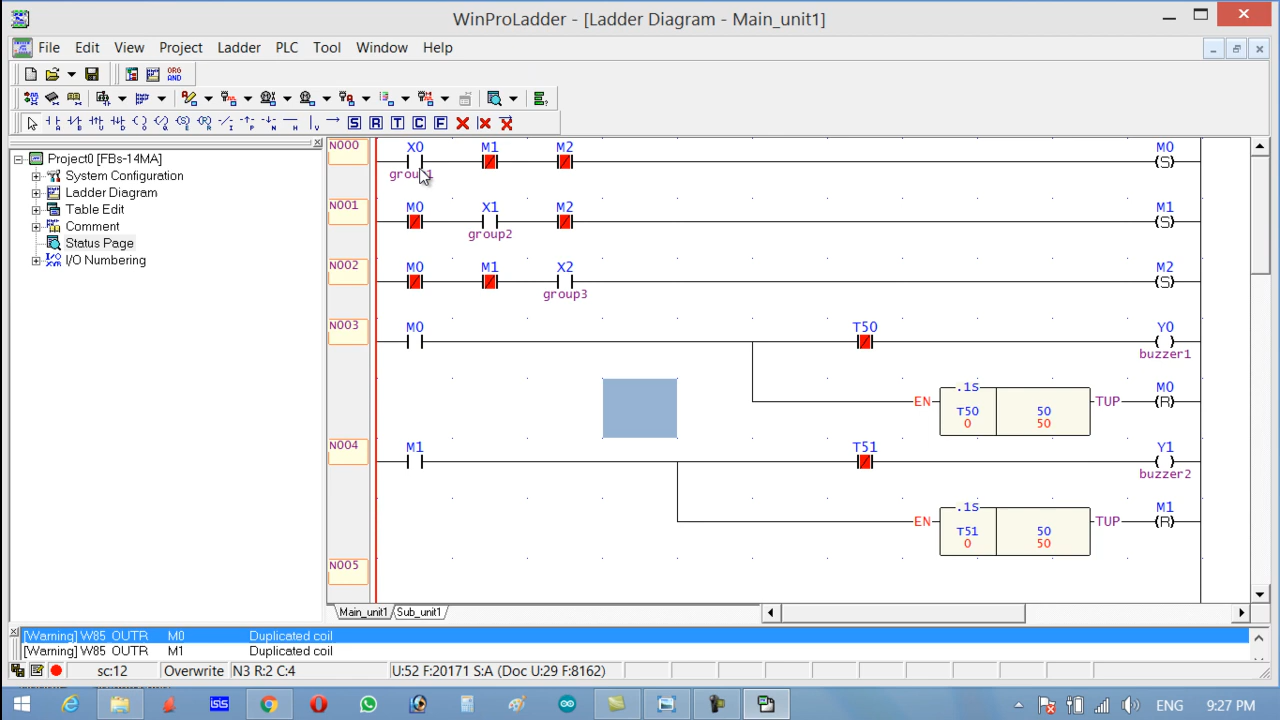 WinProLadder - [Ladder Diagram - Main_unit1]
File Edit View Project Ladder PLC Tool Window Help
ORG
AND
A B U D Q Q S R I P N H V S R T C F
Project0 [FBs-14MA]
System Configuration
Ladder Diagram
Table Edit
Comment
Status Page
I/O Numbering
N000 X0 M1 M2 M0
(S)
group1
N001 M0 X1 M2 M1
(S)
group2
N002 M0 M1 X2 M2
(S)
group3
N003 M0 T50 Y0
buzzer1
.1S M0
EN T50 50 TUP (R)
0 50
N004 M1 T51 Y1
buzzer2
.1S M1
EN T51 50 TUP (R)
0 50
N005
Main_unit1 Sub_unit1
[Warning] W85 OUTR M0 Duplicated coil
[Warning] W85 OUTR M1 Duplicated coil
sc:12 Overwrite N3 R:2 C:4 U:52 F:20171 S:A (Doc U:29 F:8162)
isis ENG 9:27 PM